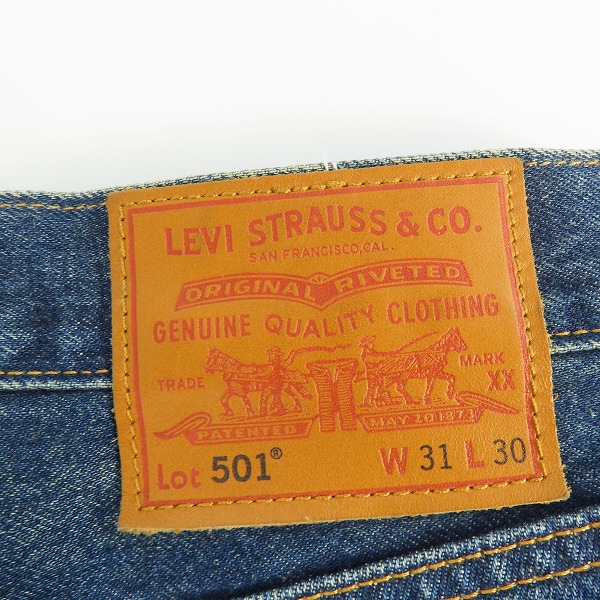 LEVI STRAUSS & CO.
SAN FRANCISCO, CAL.
ORIGINAL RIVETED
GENUINE QUALITY CLOTHING
TRADE MARK
XX
PATENTED MAY 20 1873
Lot 501® W 31 L 30